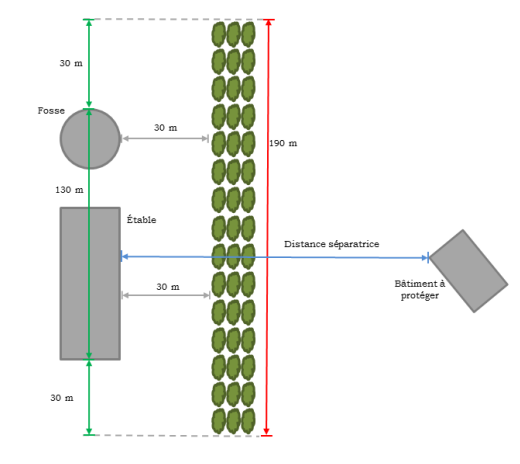 30 m
Fosse
30 m
190 m
130 m
Étable
Distance séparatrice
30 m
Bâtiment à
protéger
30 m